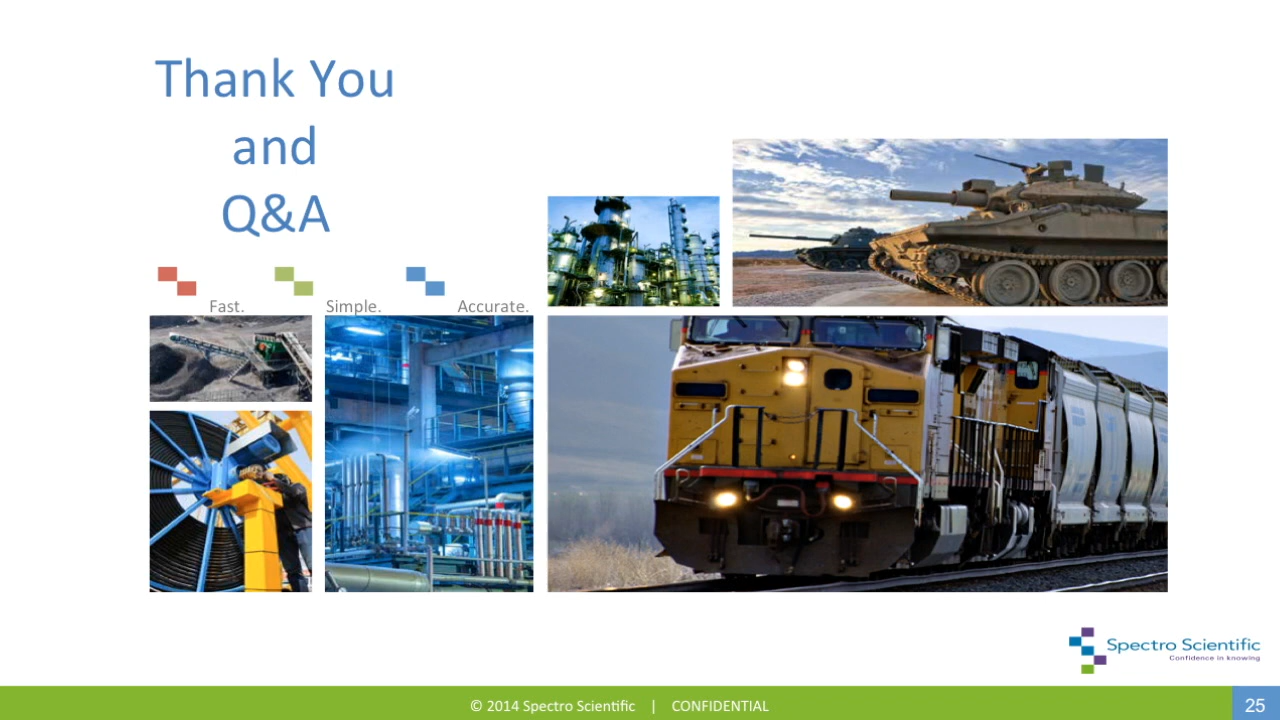 Thank You
and
Q&A
Fast.
Simple.
Accurate.
Spectro Scientific
Confidence in knowing
© 2014 Spectro Scientific | CONFIDENTIAL
25